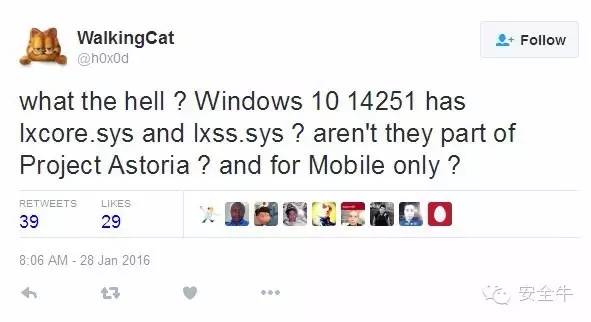 WalkingCat
@h0x0d
Follow
what the hell ? Windows 10 14251 has
lxcore.sys and lxss.sys ? aren't they part of
Project Astoria ? and for Mobile only ?
RETWEETS
LIKES
39
29
8:06 AM - 28 Jan 2016
安全牛